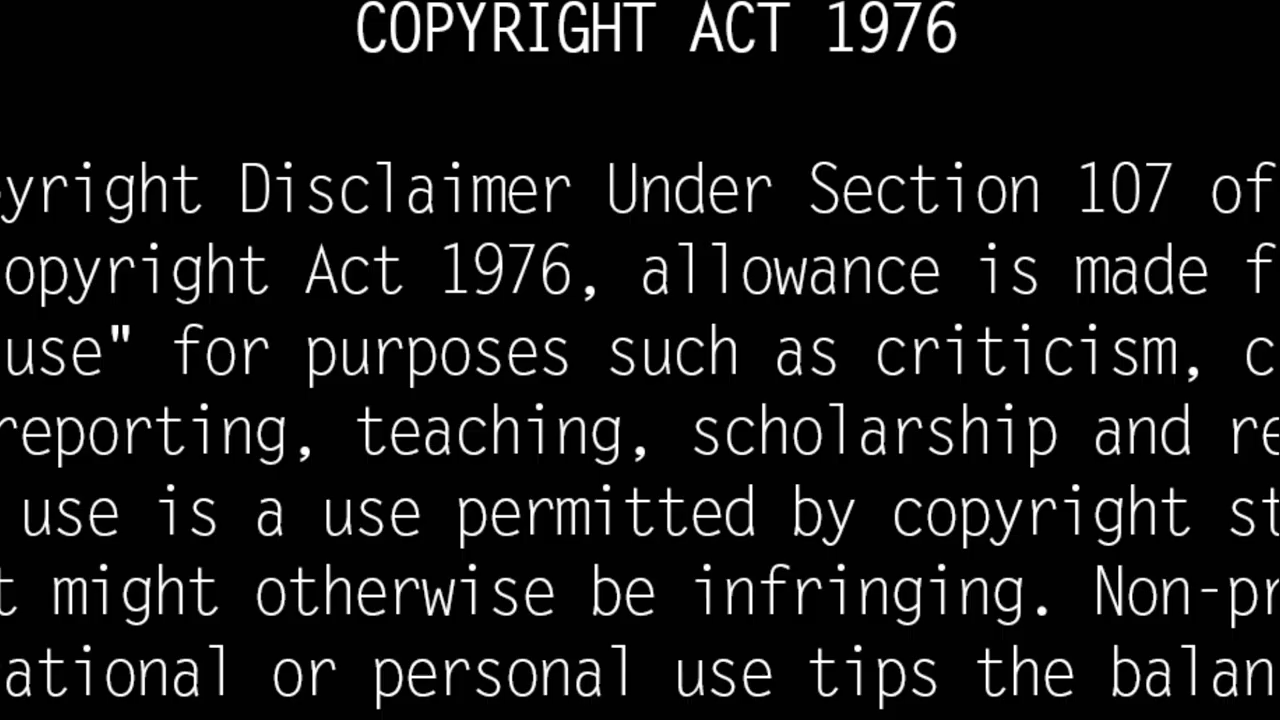 COPYRIGHT ACT 1976
yright Disclaimer Under Section 107 of
opyright Act 1976, allowance is made f
use" for purposes such as criticism, c
reporting, teaching, scholarship and re
use is a use permitted by copyright st
t might otherwise be infringing. Non-pr
ational or personal use tips the balan